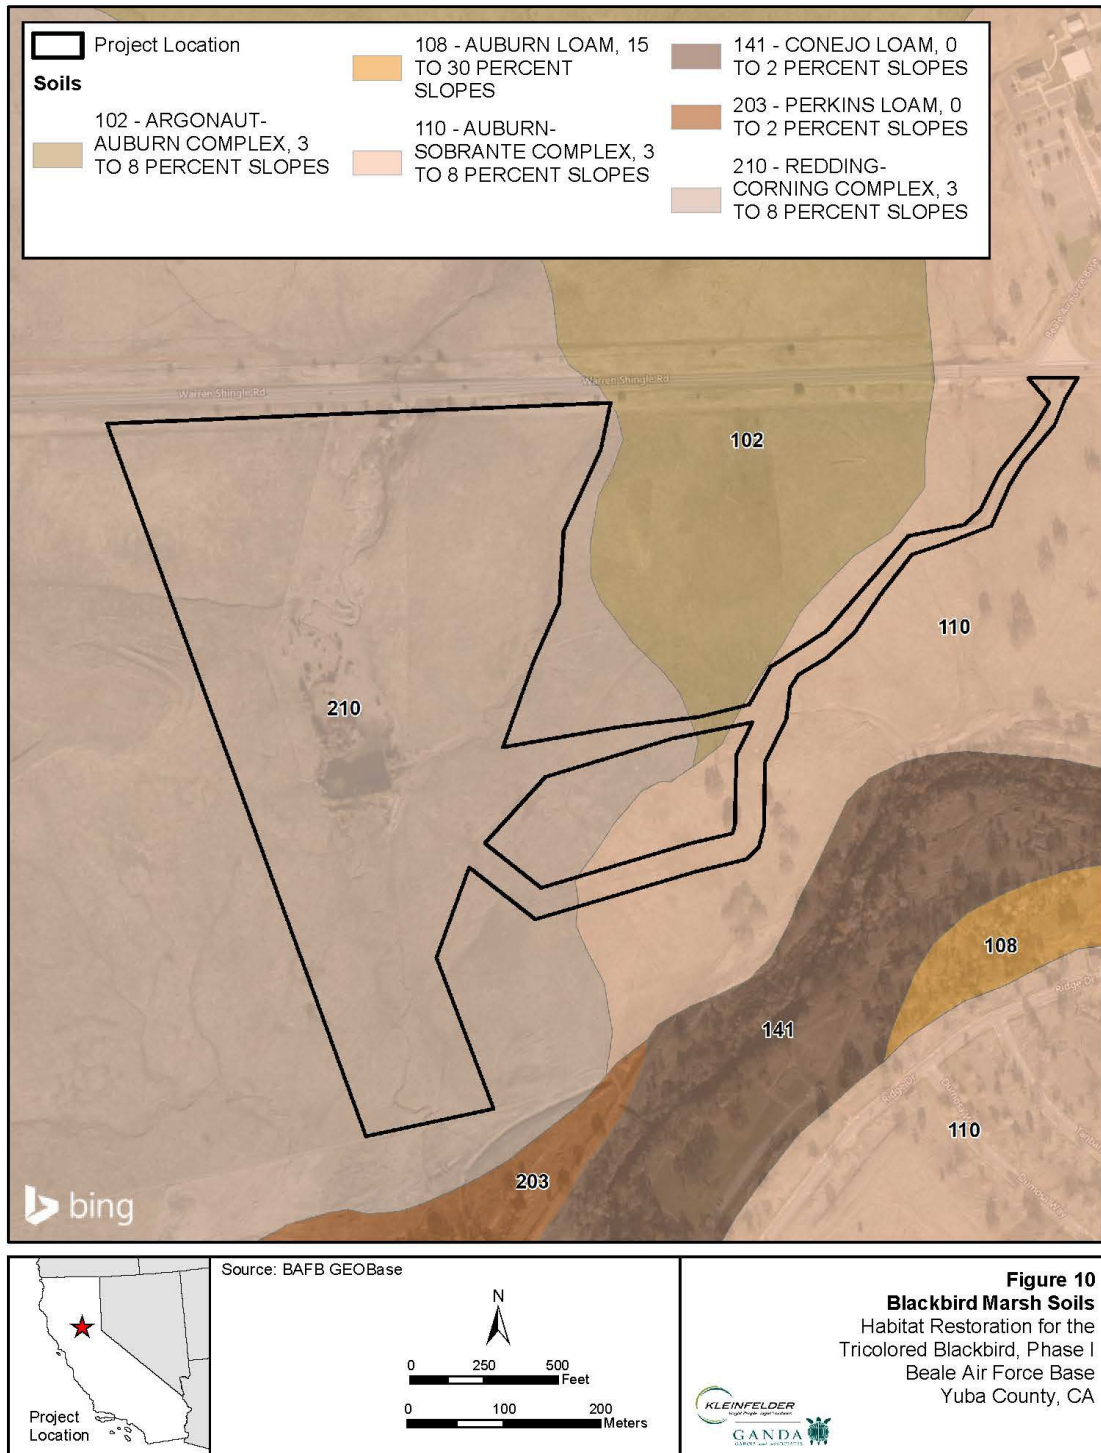 Project Location
Soils
102 - ARGONAUT-
AUBURN COMPLEX, 3
TO 8 PERCENT SLOPES
108 - AUBURN LOAM, 15
TO 30 PERCENT
SLOPES
110 - AUBURN-
SOBRANTE COMPLEX, 3
TO 8 PERCENT SLOPES
141 - CONEJO LOAM, 0
TO 2 PERCENT SLOPES
203 - PERKINS LOAM, 0
TO 2 PERCENT SLOPES
210 - REDDING-
CORNING COMPLEX, 3
TO 8 PERCENT SLOPES
Warren Shingle Rd
Warren Shingle Rd
102
110
210
108
Ridge Dr
141
Ridge Dr
110
203
bing
Project
Location
Source: BAFB GEOBase
N
0 250 500
Feet
0 100 200
Meters
Figure 10
Blackbird Marsh Soils
Habitat Restoration for the
Tricolored Blackbird, Phase I
Beale Air Force Base
Yuba County, CA
KLEINFELDER
GANDA